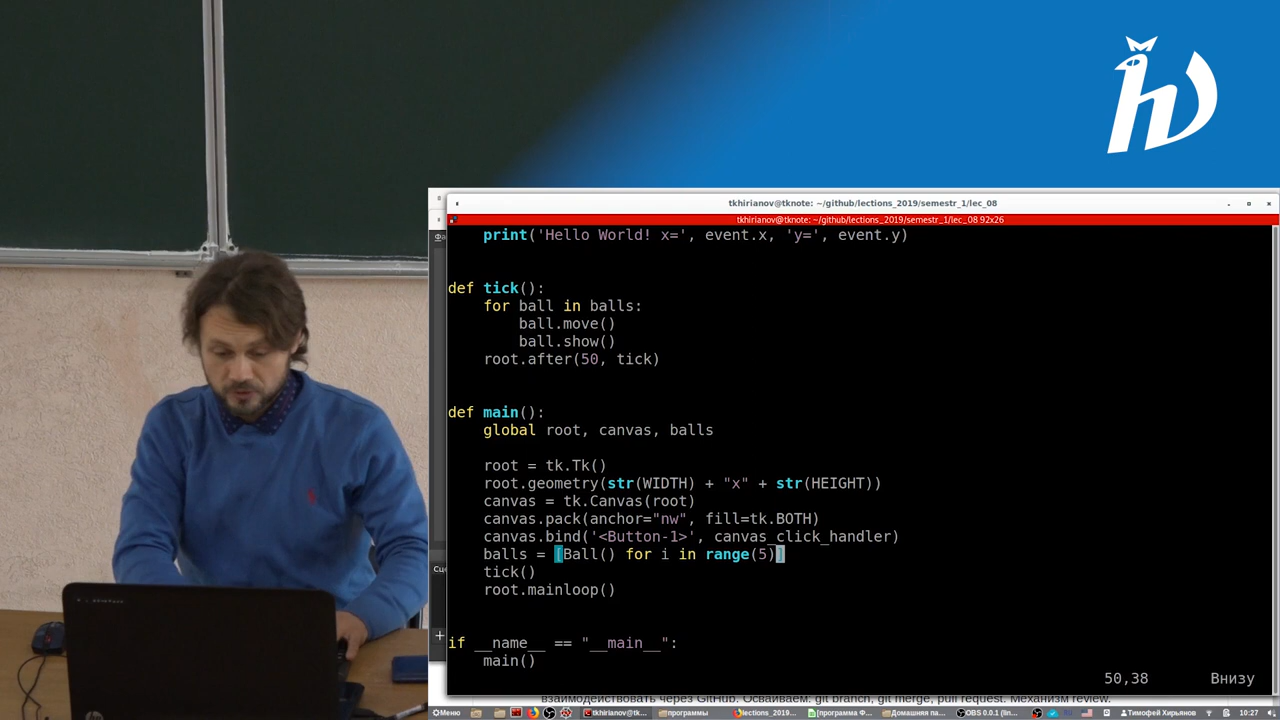 tkhirianov@tknote: ~/github/lections_2019/semestr_1/lec_08
tkhirianov@tknote: ~/github/lections_2019/semestr_1/lec_08 92x26
    print('Hello World! x=', event.x, 'y=', event.y)
def tick():
    for ball in balls:
        ball.move()
        ball.show()
    root.after(50, tick)
def main():
    global root, canvas, balls
    root = tk.Tk()
    root.geometry(str(WIDTH) + "x" + str(HEIGHT))
    canvas = tk.Canvas(root)
    canvas.pack(anchor="nw", fill=tk.BOTH)
    canvas.bind('<Button-1>', canvas_click_handler)
    balls = [Ball() for i in range(5)]
    tick()
    root.mainloop()
if __name__ == "__main__":
    main()
50,38 Внизу
взаимодействовать через GitHub. Осваиваем: git branch, git merge, pull request. Механизм review.
Меню tkhirianov@tk... программы lections_2019... [программа Ф... Домашняя па... OBS 0.0.1 (lin... Тимофей Хирьянов 10:27